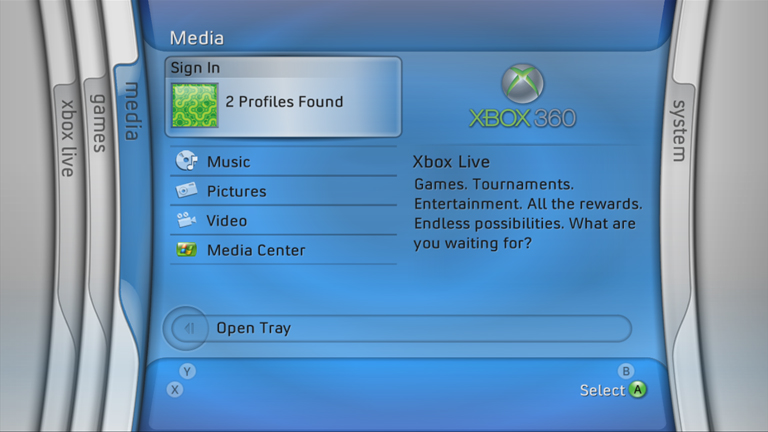 Media
Sign In
2 Profiles Found
XBOX 360
xbox live
games
media
system
Music
Pictures
Video
Media Center
Xbox Live
Games. Tournaments.
Entertainment. All the rewards.
Endless possibilities. What are
you waiting for?
Open Tray
Y
X
B
Select A